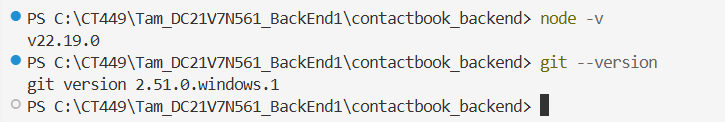 PS C:\CT449\Tam_DC21V7N561_BackEnd1\contactbook_backend> node -v
v22.19.0
PS C:\CT449\Tam_DC21V7N561_BackEnd1\contactbook_backend> git --version
git version 2.51.0.windows.1
PS C:\CT449\Tam_DC21V7N561_BackEnd1\contactbook_backend>